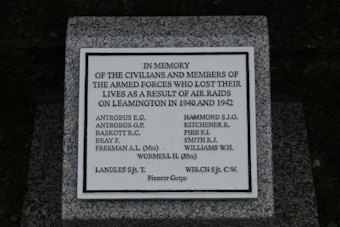 IN MEMORY
OF THE CIVILIANS AND MEMBERS OF
THE ARMED FORCES WHO LOST THEIR
LIVES AS A RESULT OF AIR RAIDS
ON LEAMINGTON IN 1940 AND 1942
ANTROBUS E.G. HAMMOND S.J.G.
ANTROBUS G.P. KITCHENER R.
BASKOTT R.C. PIKE F.J.
BRAY F. SMITH R.J.
FREEMAN A.L. (Mrs) WILLIAMS W.H.
WORMELL H. (Mrs)
LANDLES Sjt. T. WELCH Sjt. C.W.
Pioneer Corps